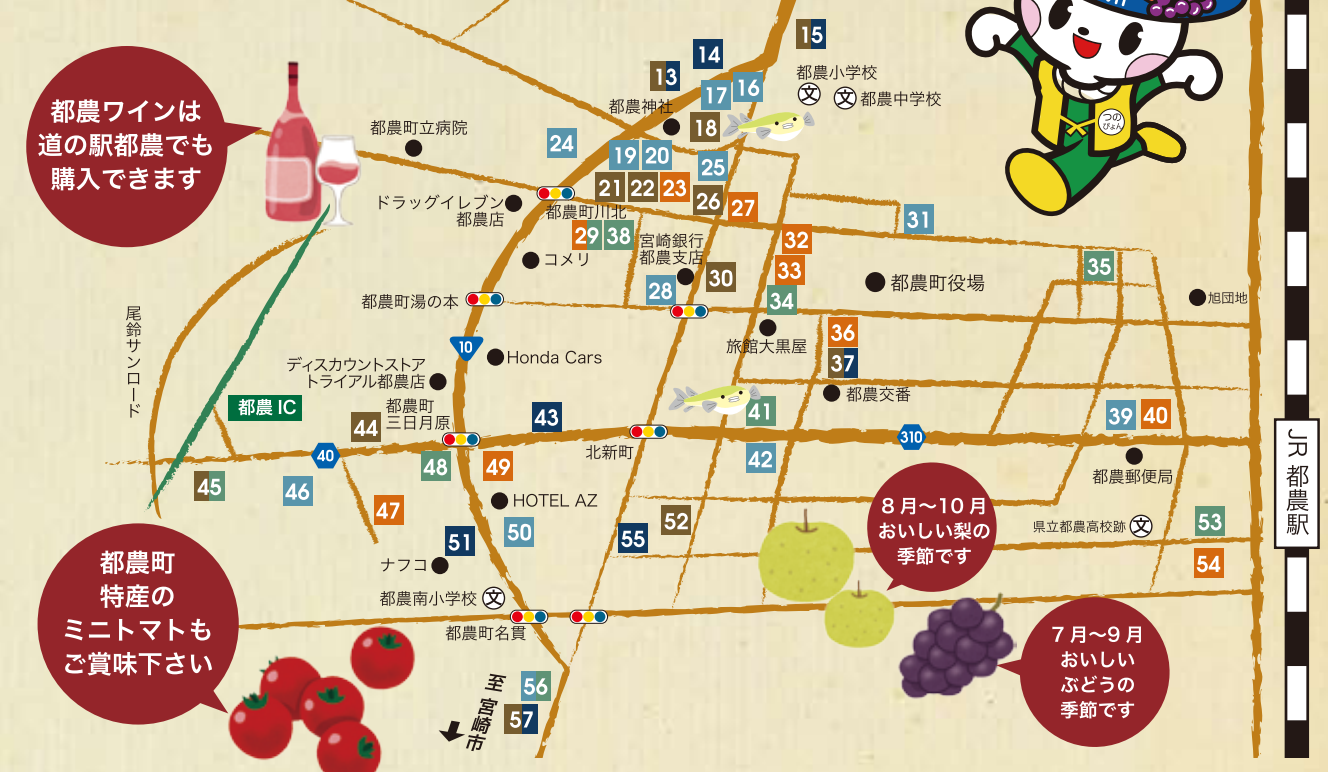 15
14
13
都農小学校
文
文
都農中学校
17
16
都農神社
18
つの
ぴょん
都農ワインは
道の駅都農でも
購入できます
都農町立病院
24
19
20
25
21
22
23
26
27
ドラッグイレブン
都農店
都農町川北
31
29
38
宮崎銀行
都農支店
32
コメリ
30
33
35
28
都農町役場
34
旭団地
都農町湯の本
尾鈴サンロード
10
Honda Cars
旅館大黒屋
36
37
ディスカウントストア
トライアル都農店
都農交番
都農 IC
都農町
三日月原
44
43
41
39
40
北新町
310
40
48
49
42
都農郵便局
JR 都農駅
45
46
47
HOTEL AZ
8月〜10月
おいしい梨の
季節です
52
50
51
55
県立都農高校跡
文
53
54
ナフコ
都農町
特産の
ミニトマトも
ご賞味下さい
都農南小学校
文
都農町名貫
7月〜9月
おいしい
ぶどうの
季節です
56
57
至 宮崎市